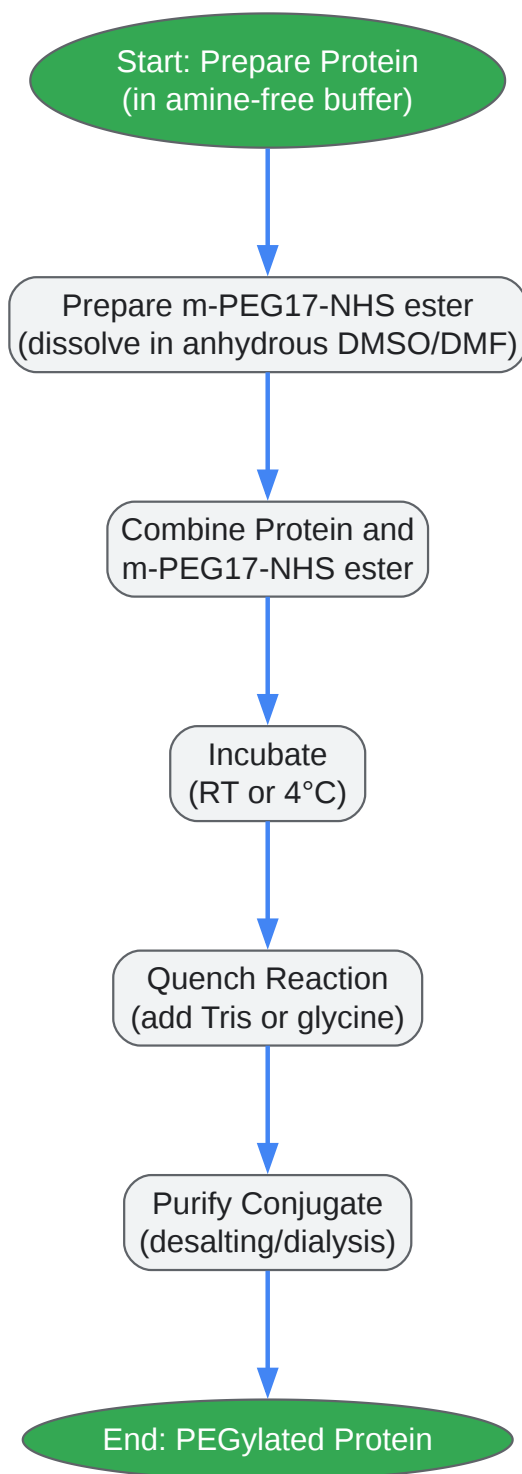 Start: Prepare Protein
(in amine-free buffer)
Prepare m-PEG17-NHS ester
(dissolve in anhydrous DMSO/DMF)
Combine Protein and
m-PEG17-NHS ester
Incubate
(RT or 4°C)
Quench Reaction
(add Tris or glycine)
Purify Conjugate
(desalting/dialysis)
End: PEGylated Protein